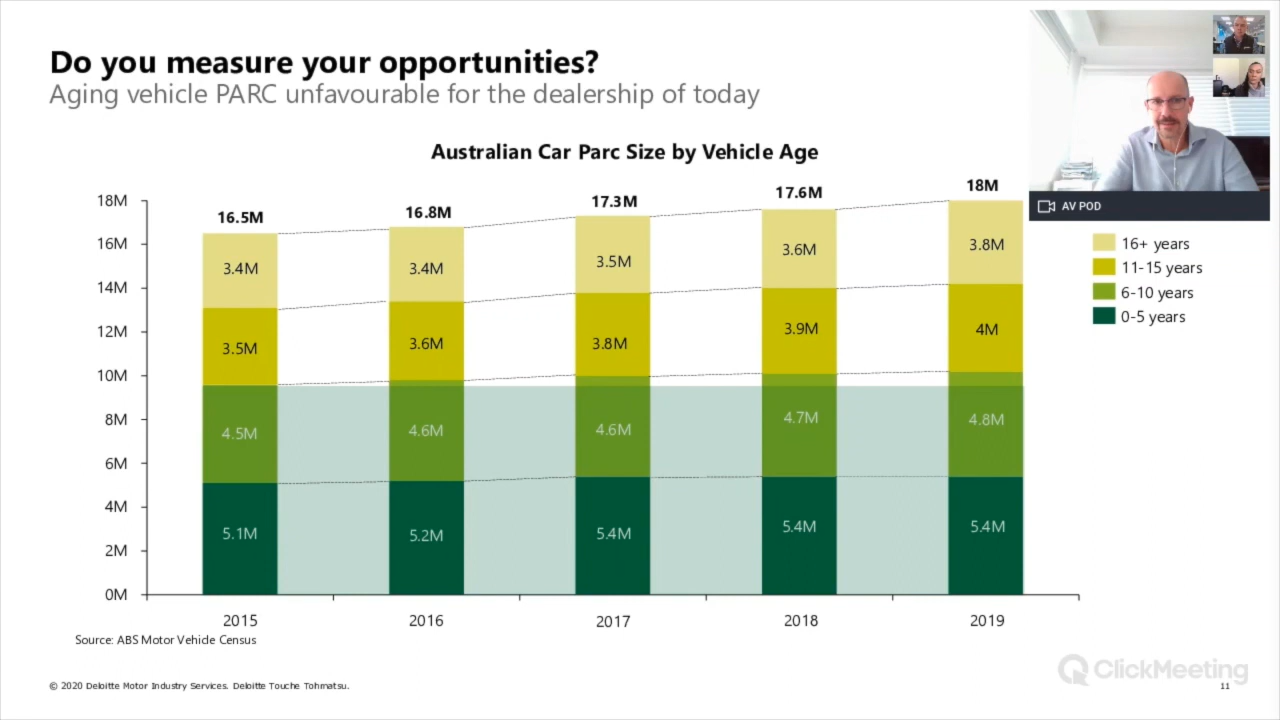 Do you measure your opportunities?
Aging vehicle PARC unfavourable for the dealership of today
Australian Car Parc Size by Vehicle Age
AV POD
18M
16M
14M
12M
10M
8M
6M
4M
2M
0M
16.5M
3.4M
3.5M
4.5M
5.1M
16.8M
3.4M
3.6M
4.6M
5.2M
17.3M
3.5M
3.8M
4.6M
5.4M
17.6M
3.6M
3.9M
4.7M
5.4M
18M
3.8M
4M
4.8M
5.4M
16+ years
11-15 years
6-10 years
0-5 years
2015 2016 2017 2018 2019
Source: ABS Motor Vehicle Census
ClickMeeting
© 2020 Deloitte Motor Industry Services. Deloitte Touche Tohmatsu.
11